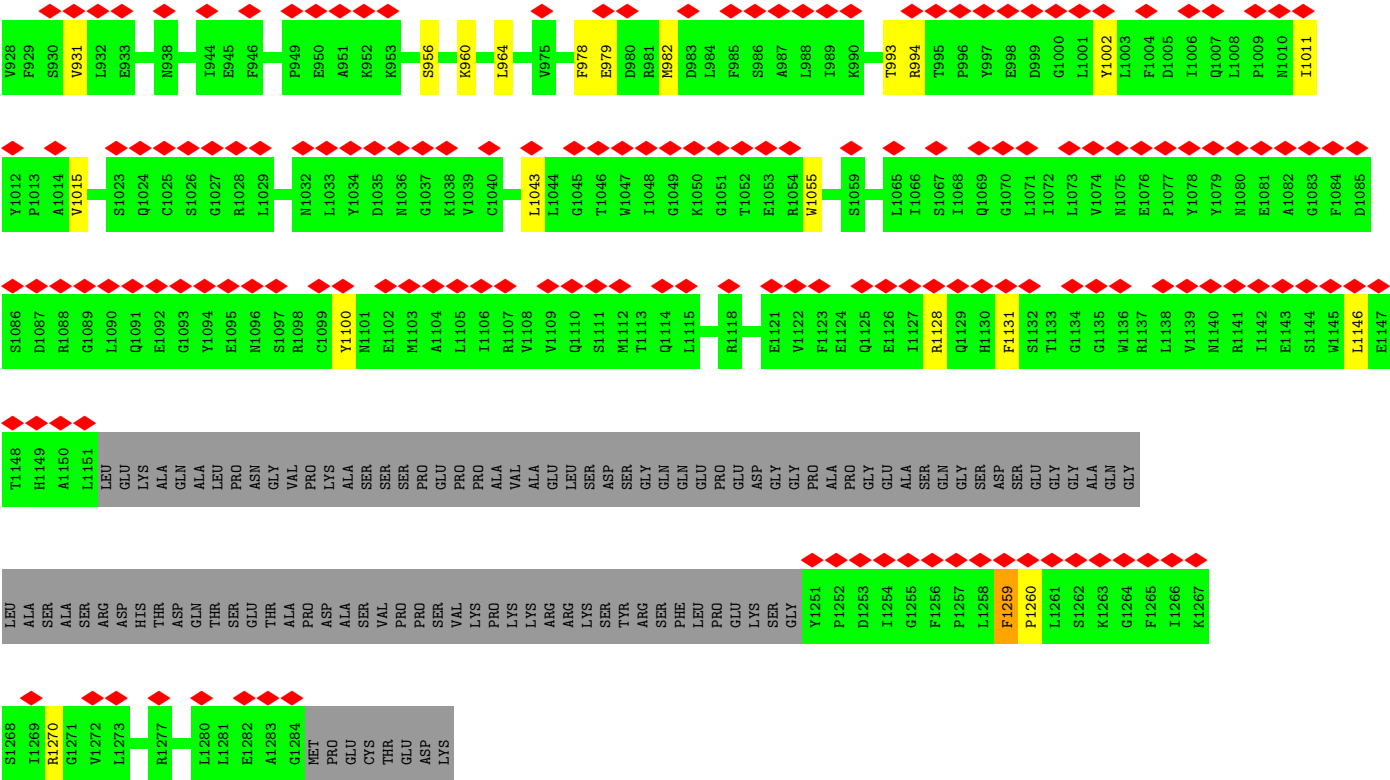 V928 F929 S930 V931 L932 E933 N938 I944 E945 F946 P949 E950 A951 K952 K953 S956 K960 L964 V975 F978 E979 D980 R981 M982 D983 L984 F985 S986 A987 L988 I989 K990 T993 R994 T995 P996 Y997 E998 D999 G1000 L1001 Y1002 L1003 F1004 D1005 I1006 Q1007 L1008 P1009 N1010 I1011
Y1012 P1013 A1014 V1015 S1023 Q1024 C1025 S1026 G1027 R1028 L1029 N1032 L1033 Y1034 D1035 N1036 G1037 K1038 V1039 C1040 L1043 L1044 G1045 T1046 W1047 I1048 G1049 K1050 G1051 T1052 E1053 R1054 W1055 S1059 L1065 I1066 S1067 I1068 Q1069 G1070 L1071 I1072 L1073 V1074 N1075 E1076 P1077 Y1078 Y1079 N1080 E1081 A1082 G1083 F1084 D1085
S1086 D1087 R1088 G1089 L1090 Q1091 E1092 G1093 Y1094 E1095 N1096 S1097 R1098 C1099 Y1100 N1101 E1102 M1103 A1104 L1105 I1106 R1107 V1108 V1109 Q1110 S1111 M1112 T1113 Q1114 L1115 R1118 E1121 V1122 F1123 E1124 Q1125 E1126 I1127 R1128 Q1129 H1130 F1131 S1132 T1133 G1134 G1135 W1136 R1137 L1138 V1139 N1140 R1141 I1142 E1143 S1144 W1145 L1146 E1147
T1148 H1149 A1150 L1151 LEU GLU LYS ALA GLN ALA LEU PRO ASN GLY VAL PRO LYS ALA SER SER SER PRO GLU PRO PRO ALA VAL ALA GLU LEU SER ASP SER GLY GLN GLN GLU PRO GLU ASP GLY GLY PRO ALA PRO GLY GLU ALA SER GLN GLY SER ASP SER GLU GLY GLY ALA GLN GLY
LEU ALA SER ALA SER ARG ASP HIS THR ASP GLN THR SER GLU THR ALA PRO ASP ALA SER VAL PRO PRO SER VAL LYS PRO LYS LYS ARG ARG LYS SER TYR ARG SER PHE LEU PRO GLU LYS SER GLY Y1251 P1252 D1253 I1254 G1255 F1256 P1257 L1258 F1259 P1260 L1261 S1262 K1263 G1264 F1265 I1266 K1267
S1268 I1269 R1270 G1271 V1272 L1273 R1277 L1280 L1281 E1282 A1283 G1284 MET PRO GLU CYS THR GLU ASP LYS